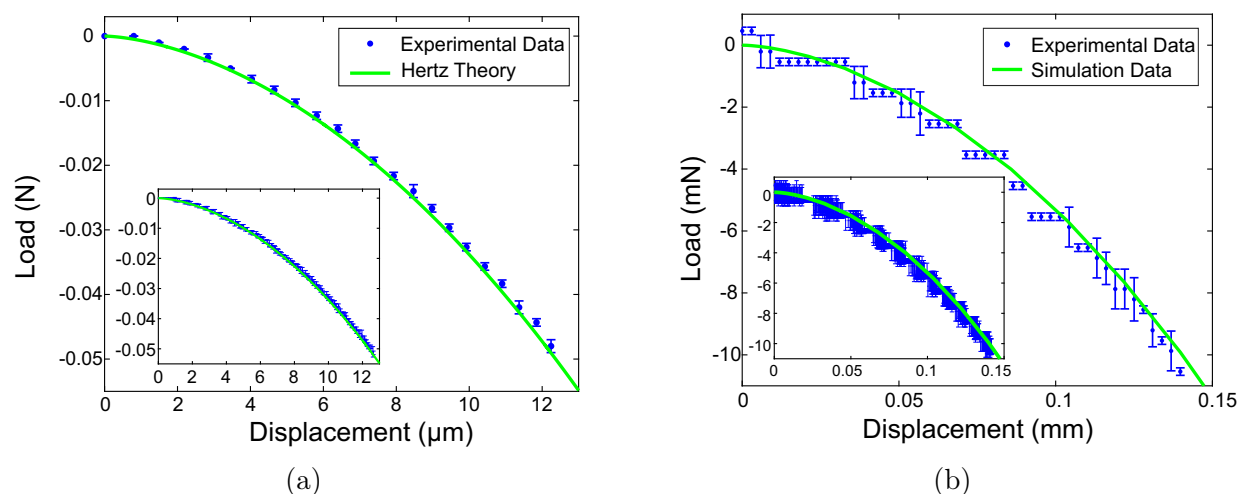 0
-0.01
-0.02
-0.03
-0.04
-0.05
Load (N)
Experimental Data
Hertz Theory
0
-0.01
-0.02
-0.03
-0.04
-0.05
0 2 4 6 8 10 12
0 2 4 6 8 10 12
Displacement (μm)
(a)
0
-2
-4
-6
-8
-10
Load (mN)
Experimental Data
Simulation Data
0
-2
-4
-6
-8
-10
0 0.05 0.1 0.15
0 0.05 0.1 0.15
Displacement (mm)
(b)